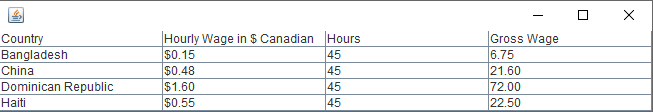 Country Hourly Wage in $ Canadian Hours Gross Wage
Bangladesh $0.15 45 6.75
China $0.48 45 21.60
Dominican Republic $1.60 45 72.00
Haiti $0.55 45 22.50